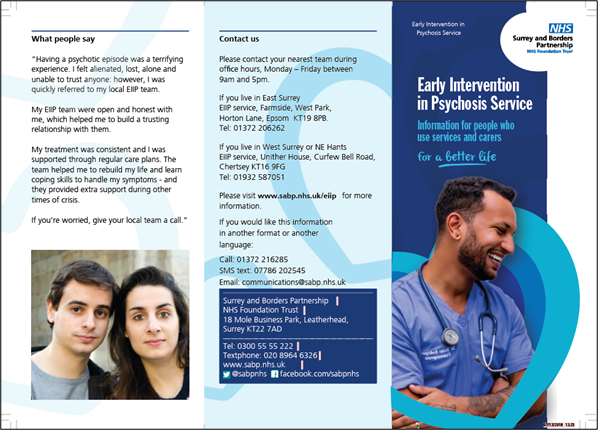 What people say
"Having a psychotic episode was a terrifying
experience. I felt alienated, lost, alone and
unable to trust anyone: however, I was
quickly referred to my local EIIP team.
My EIIP team were open and honest with
me, which helped me to build a trusting
relationship with them.
My treatment was consistent and I was
supported through regular care plans. The
team helped me to rebuild my life and learn
coping skills to handle my symptoms - and
they provided extra support during other
times of crisis.
If you're worried, give your local team a call."
Contact us
Please contact your nearest team during
office hours, Monday – Friday between
9am and 5pm.
If you live in East Surrey
EIIP service, Farmside, West Park,
Horton Lane, Epsom KT19 8PB.
Tel: 01372 206262
If you live in West Surrey or NE Hants
EIIP service, Unither House, Curfew Bell Road,
Chertsey KT16 9FG
Tel: 01932 587051
Please visit www.sabp.nhs.uk/eiip for more
information.
If you would like this information
in another format or another
language:
Call: 01372 216285
SMS text: 07786 202545
Email: communications@sabp.nhs.uk
Surrey and Borders Partnership
NHS Foundation Trust
18 Mole Business Park, Leatherhead,
Surrey KT22 7AD
Tel: 0300 55 55 222
Textphone: 020 8964 6326
www.sabp.nhs.uk
@sabpnhs facebook.com/sabpnhs
Early Intervention in
Psychosis Service
NHS
Surrey and Borders
Partnership
NHS Foundation Trust
Early Intervention
in Psychosis Service
Information for people who
use services and carers
for a better life